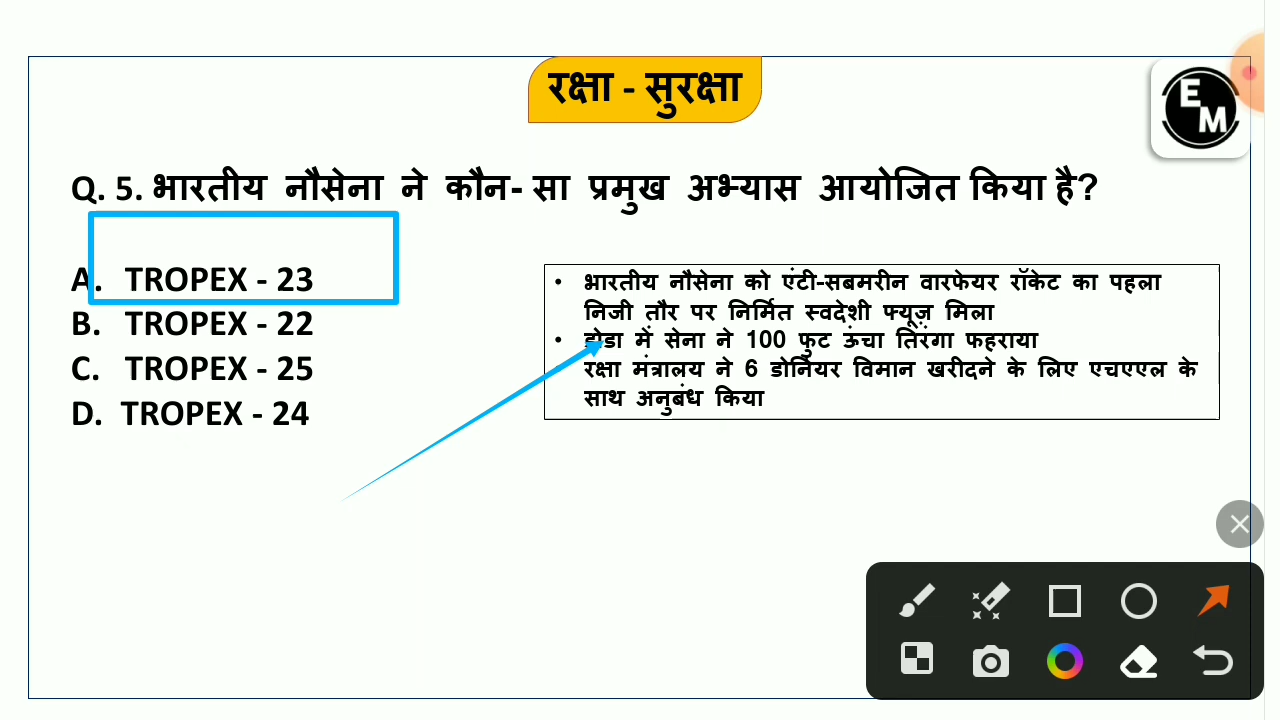 रक्षा - सुरक्षा
E
M
Q. 5. भारतीय नौसेना ने कौन- सा प्रमुख अभ्यास आयोजित किया है?
A. TROPEX - 23
B. TROPEX - 22
C. TROPEX - 25
D. TROPEX - 24
• भारतीय नौसेना को एंटी-सबमरीन वारफेयर रॉकेट का पहला
निजी तौर पर निर्मित स्वदेशी फ्यूज़ मिला
• डोडा में सेना ने 100 फुट ऊंचा तिरंगा फहराया
रक्षा मंत्रालय ने 6 डोर्नियर विमान खरीदने के लिए एचएएल के
साथ अनुबंध किया